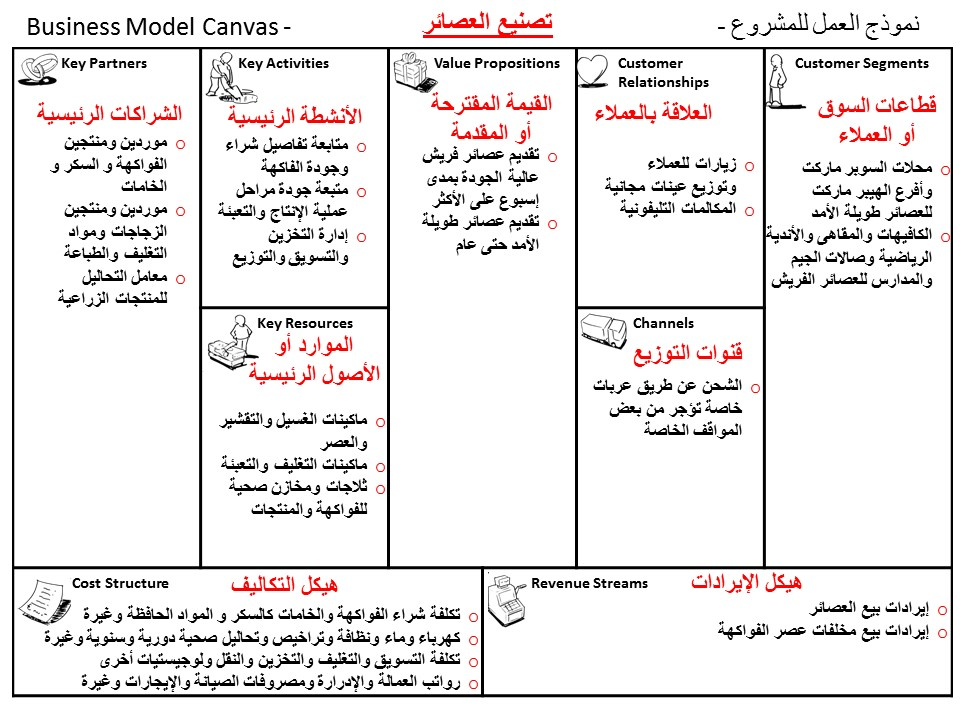 Business Model Canvas -
تصنيع العصائر
نموذج العمل للمشروع -
Key Partners
الشراكات الرئيسية
موردين ومنتجين
الفواكهة و السكر و
الخامات
موردين ومنتجين
الزجاجات ومواد
التغليف والطباعة
معامل التحاليل
للمنتجات الزراعية
Key Activities
الأنشطة الرئيسية
متابعة تفاصيل شراء
وجودة الفاكهة
متبعة جودة مراحل
عملية الإنتاج والتعبئة
إدارة التخزين
والتسويق والتوزيع
Key Resources
الموارد أو
الأصول الرئيسية
ماكينات الغسيل والتقشير
والعصر
ماكينات التغليف والتعبئة
ثلاجات ومخازن صحية
للفواكهة والمنتجات
Value Propositions
القيمة المقترحة
أو المقدمة
تقديم عصائر فريش
عالية الجودة بمدى
إسبوع على الأكثر
تقديم عصائر طويلة
الأمد حتى عام
Customer
Relationships
العلاقة بالعملاء
زيارات للعملاء
وتوزيع عينات مجانية
المكالمات التليفونية
Channels
قنوات التوزيع
الشحن عن طريق عربات
خاصة تؤجر من بعض
المواقف الخاصة
Customer Segments
قطاعات السوق
أو العملاء
محلات السوبر ماركت
وأفرع الهيبر ماركت
للعصائر طويلة الأمد
الكافيهات والمقاهى والأندية
الرياضية وصالات الجيم
والمدارس للعصائر الفريش
Cost Structure
هيكل التكاليف
تكلفة شراء الفواكهة والخامات كالسكر و المواد الحافظة وغيرة
كهرباء وماء ونظافة وتراخيص وتحاليل صحية دورية وسنوية وغيرة
تكلفة التسويق والتغليف والتخزين والنقل ولوجيستيات أخرى
رواتب العمالة والإدرارة ومصروفات الصيانة والإيجارات وغيرة
Revenue Streams
هيكل الإيرادات
إيرادات بيع العصائر
إيرادات بيع مخلفات عصر الفواكهة